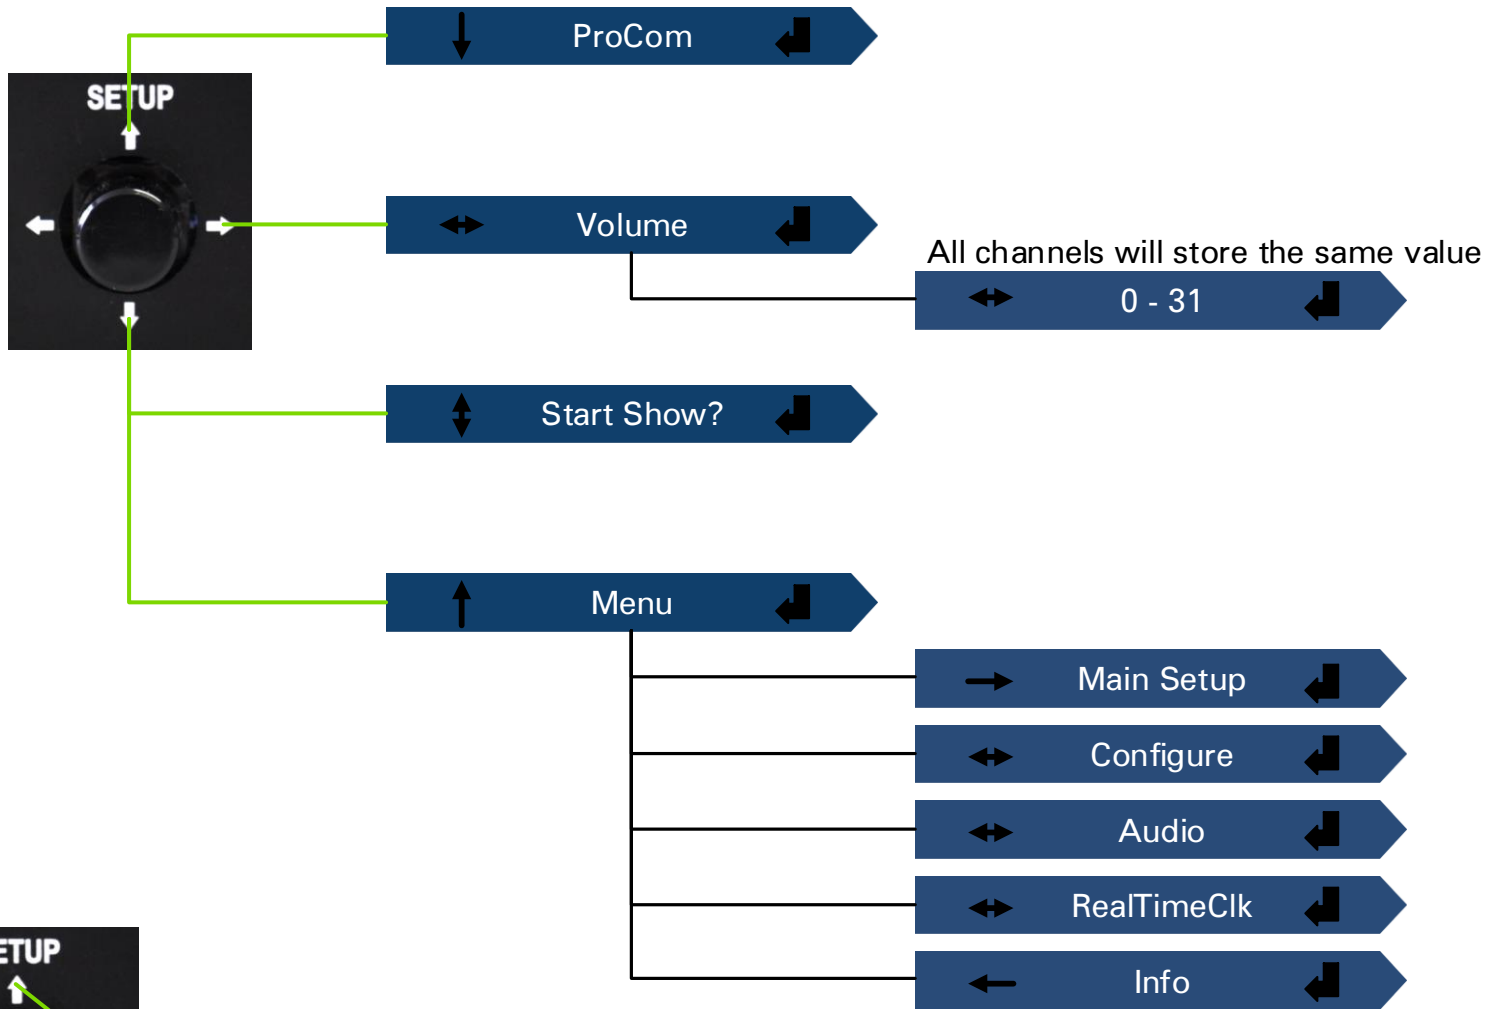 ProCom
SETUP
Volume
All channels will store the same value
0 - 31
Start Show?
Menu
Main Setup
Configure
Audio
RealTimeClk
Info
ETUP